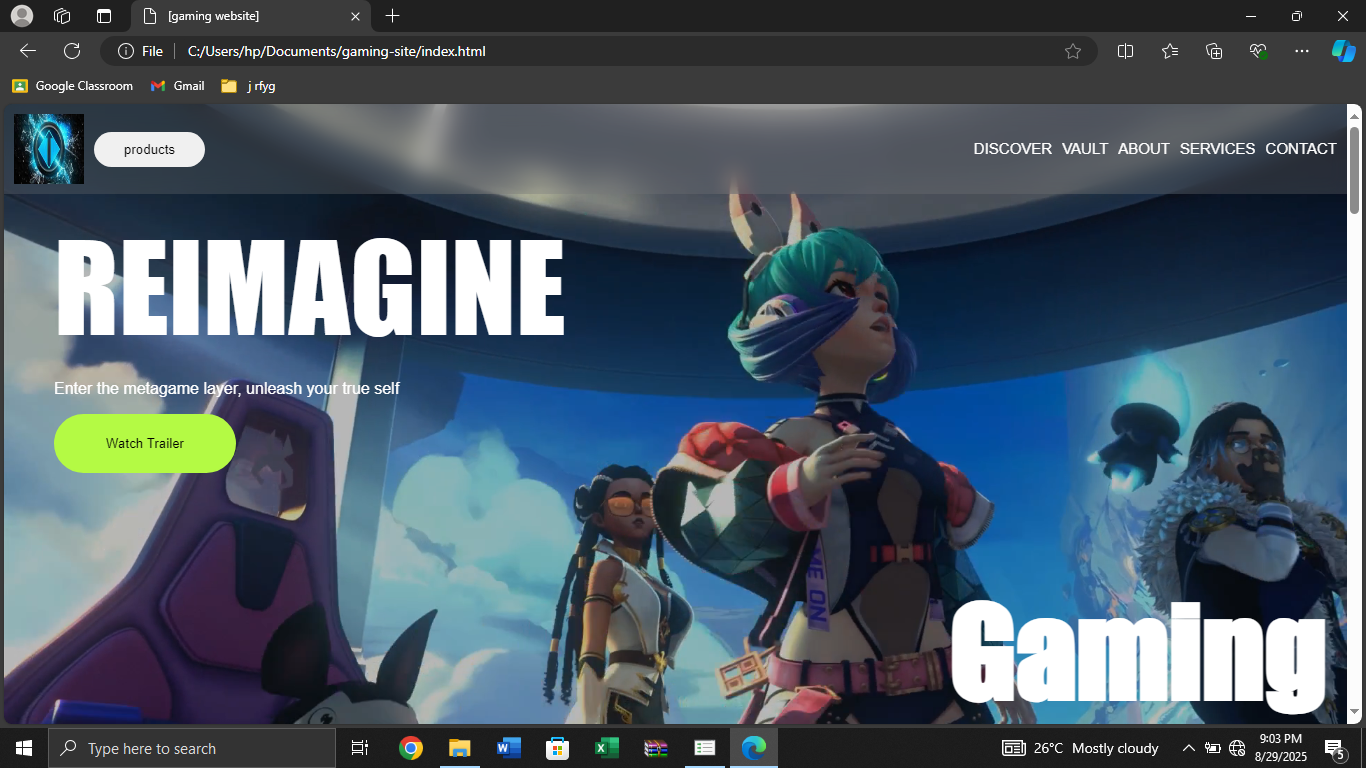 [gaming website]
File
C:/Users/hp/Documents/gaming-site/index.html
Google Classroom
Gmail
j rfyg
products
DISCOVER VAULT ABOUT SERVICES CONTACT
REIMAGINE
Enter the metagame layer, unleash your true self
Watch Trailer
ME ON
Gaming
Type here to search
26°C Mostly cloudy
9:03 PM
8/29/2025
5